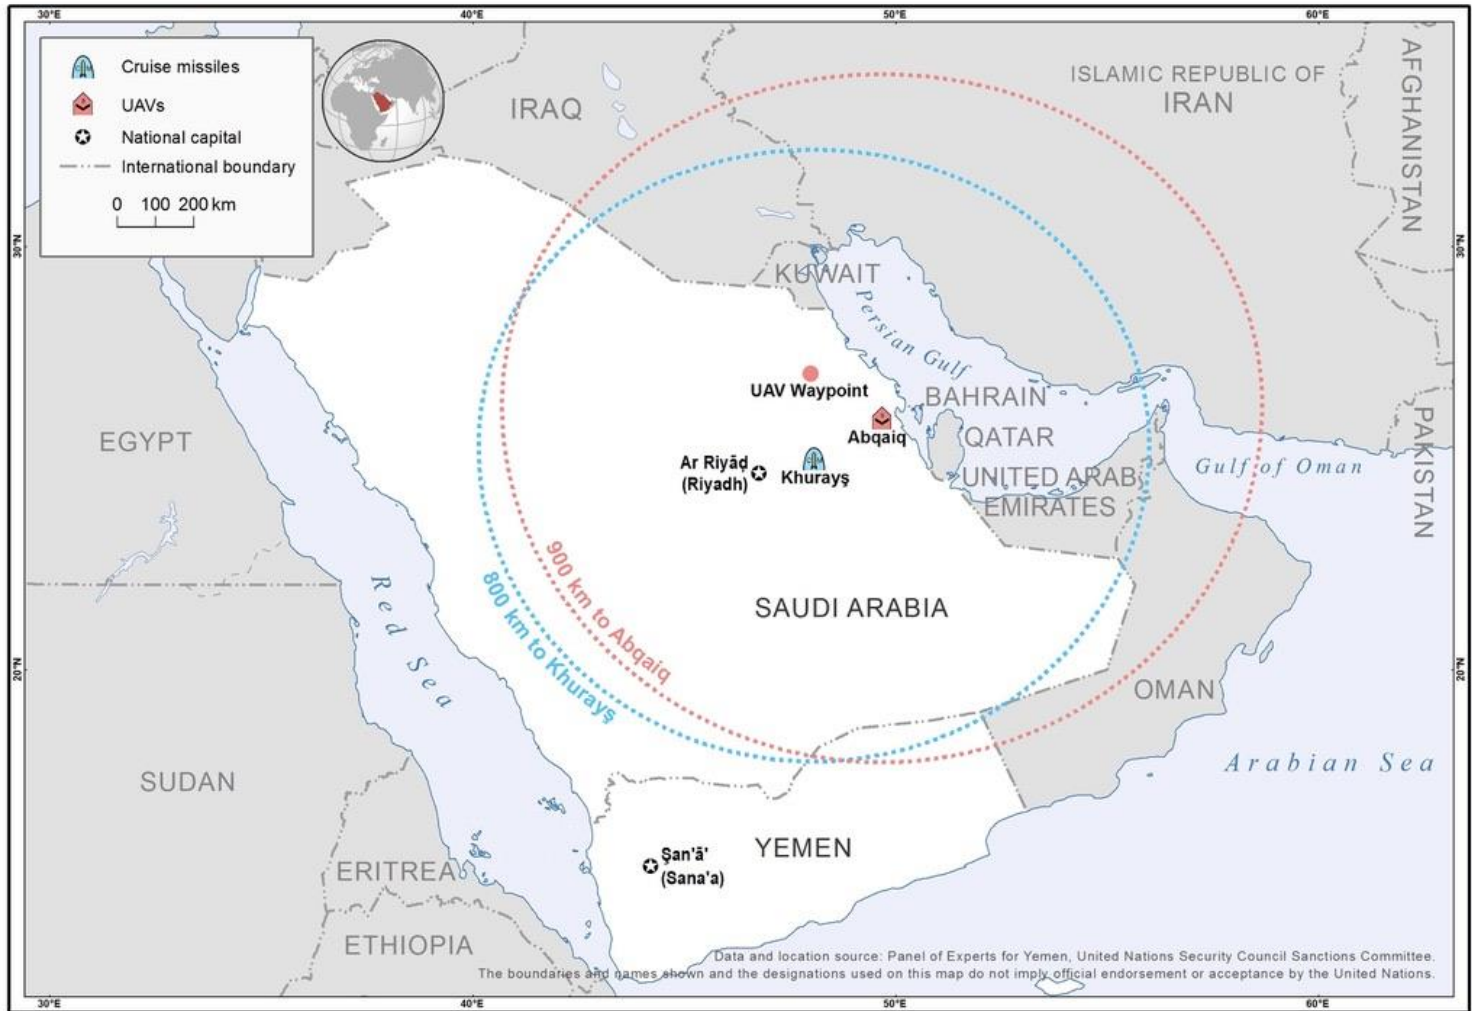 30°E
40°E
50°E
60°E
Cruise missiles
UAVs
National capital
International boundary
0 100 200 km
IRAQ
ISLAMIC REPUBLIC OF
IRAN
AFGHANISTAN
30°N
30°N
KUWAIT
Persian Gulf
UAV Waypoint
BAHRAIN
Abqaiq
QATAR
EGYPT
Ar Riyāḑ
(Riyadh)
Khurayş
UNITED ARAB
EMIRATES
Gulf of Oman
PAKISTAN
900 km to Abqaiq
800 km to Khurayş
Red Sea
SAUDI ARABIA
20°N
20°N
OMAN
SUDAN
Arabian Sea
YEMEN
Şan'ā'
(Sana'a)
ERITREA
ETHIOPIA
Data and location source: Panel of Experts for Yemen, United Nations Security Council Sanctions Committee.
The boundaries and names shown and the designations used on this map do not imply official endorsement or acceptance by the United Nations.
30°E
40°E
50°E
60°E